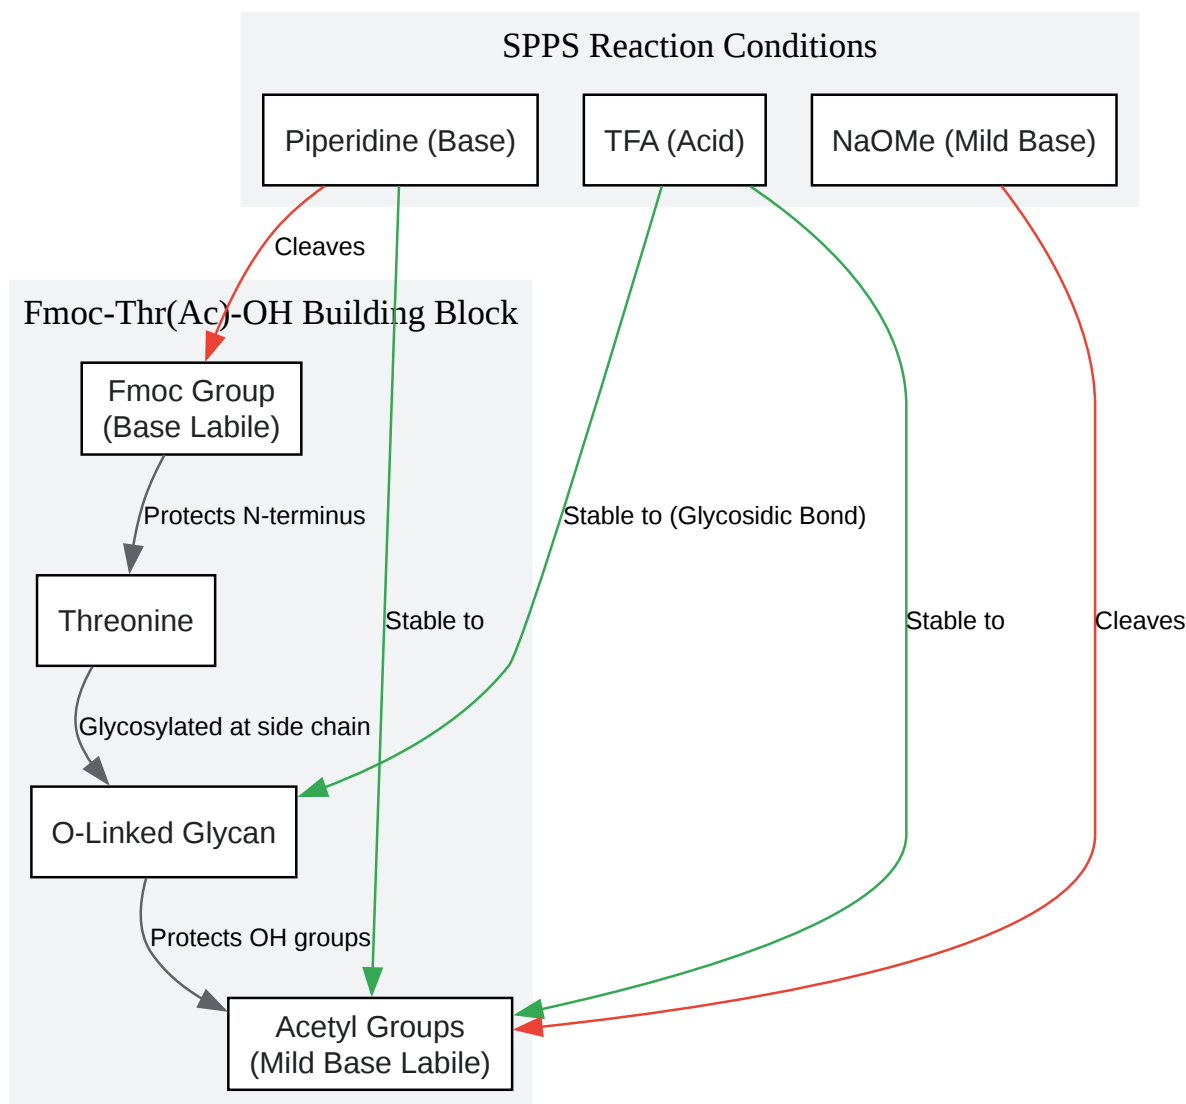 SPPS Reaction Conditions
Piperidine (Base)
TFA (Acid)
NaOMe (Mild Base)
Cleaves
Fmoc-Thr(Ac)-OH Building Block
Fmoc Group
(Base Labile)
Protects N-terminus
Stable to (Glycosidic Bond)
Threonine
Stable to
Stable to
Cleaves
Glycosylated at side chain
O-Linked Glycan
Protects OH groups
Acetyl Groups
(Mild Base Labile)